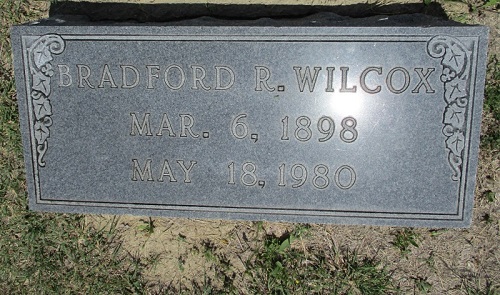 BRADFORD R. WILCOX
MAR. 6, 1898
MAY 18, 1980